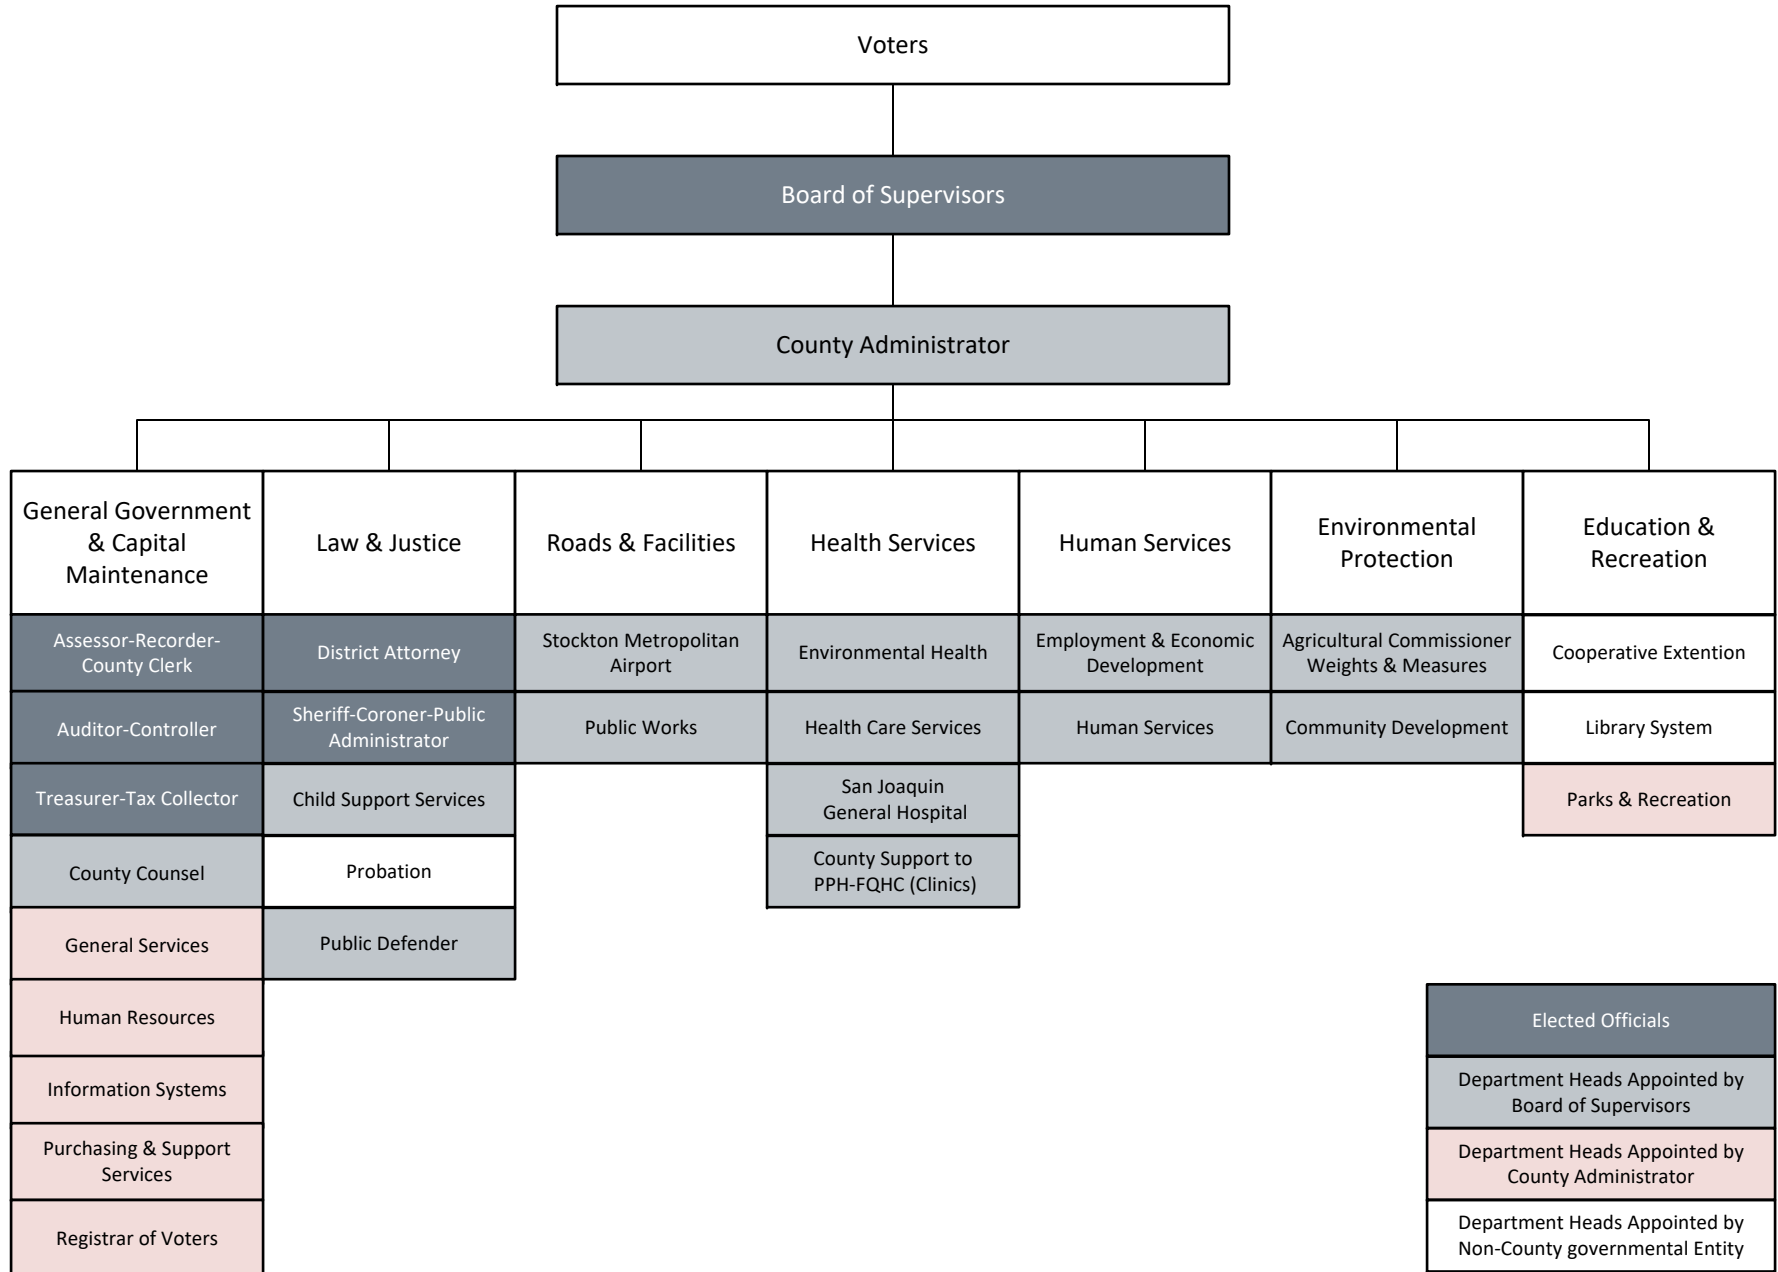 Voters
Board of Supervisors
County Administrator
General Government
& Capital
Maintenance
Law & Justice
Roads & Facilities
Health Services
Human Services
Environmental
Protection
Education &
Recreation
Assessor-Recorder-
County Clerk
District Attorney
Stockton Metropolitan
Airport
Environmental Health
Employment & Economic
Development
Agricultural Commissioner
Weights & Measures
Cooperative Extention
Auditor-Controller
Sheriff-Coroner-Public
Administrator
Public Works
Health Care Services
Human Services
Community Development
Library System
Treasurer-Tax Collector
Child Support Services
San Joaquin
General Hospital
Parks & Recreation
County Counsel
Probation
County Support to
PPH-FQHC (Clinics)
General Services
Public Defender
Human Resources
Information Systems
Purchasing & Support
Services
Registrar of Voters
Elected Officials
Department Heads Appointed by
Board of Supervisors
Department Heads Appointed by
County Administrator
Department Heads Appointed by
Non-County governmental Entity